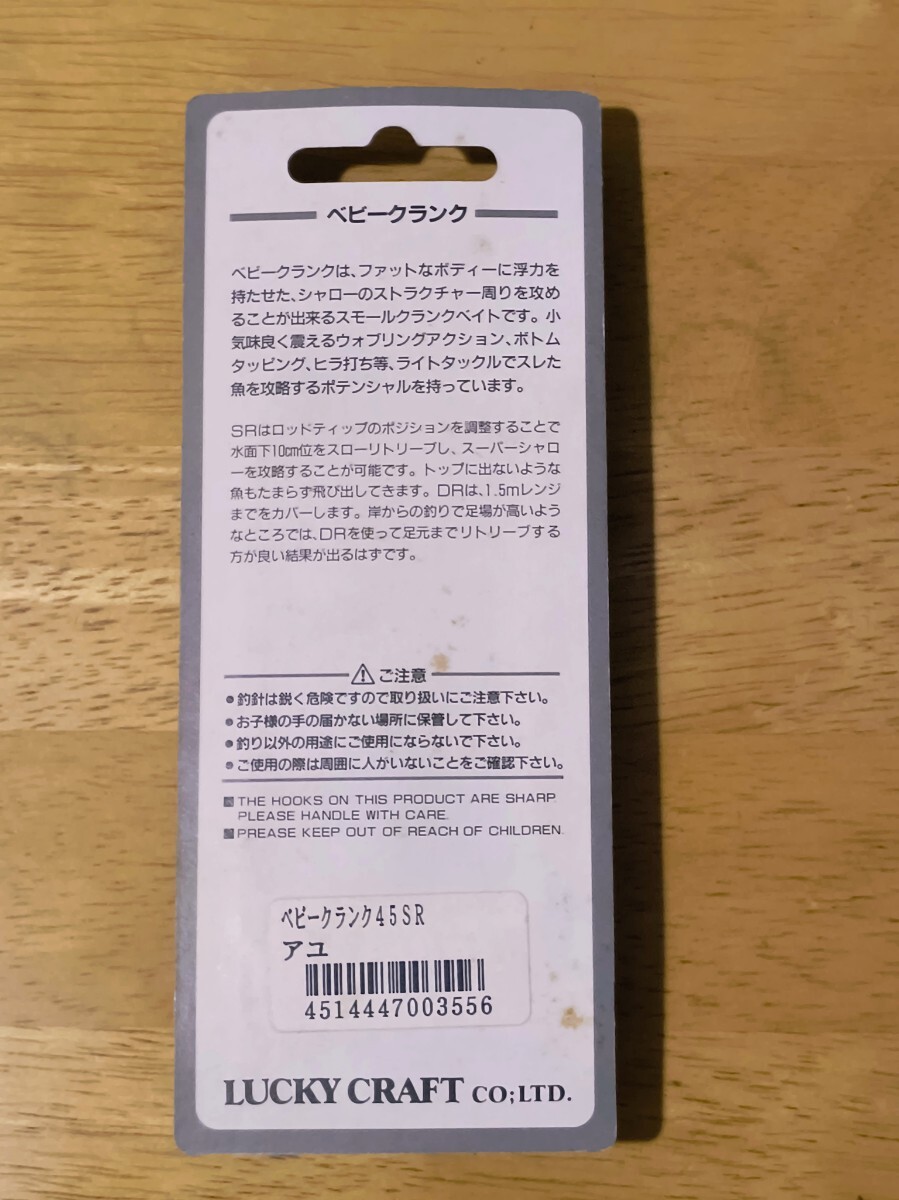 ベビークランク
ベビークランクは、ファットなボディーに浮力を
持たせた、シャローのストラクチャー周りを攻め
ることが出来るスモールクランクベイトです。小
気味良く震えるウォブリングアクション、ボトム
タッピング、ヒラ打ち等、ライトタックルでスレた
魚を攻略するポテンシャルを持っています。
SRはロッドティップのポジションを調整することで
水面下10cm位をスローリトリーブし、スーパーシャロ
ーを攻略することが可能です。トップに出ないような
魚もたまらず飛び出してきます。DRは、1.5mレンジ
までをカバーします。岸からの釣りで足場が高いよう
なところでは、DRを使って足元までリトリーブする
方が良い結果が出るはずです。
⚠ ご注意
●釣針は鋭く危険ですので取り扱いにご注意下さい。
●お子様の手の届かない場所に保管して下さい。
●釣り以外の用途にご使用にならないで下さい。
●ご使用の際は周囲に人がいないことをご確認下さい。
■THE HOOKS ON THIS PRODUCT ARE SHARP.
PLEASE HANDLE WITH CARE.
■PREASE KEEP OUT OF REACH OF CHILDREN.
ベビークランク45SR
アユ
4514447003556
LUCKY CRAFT CO;LTD.